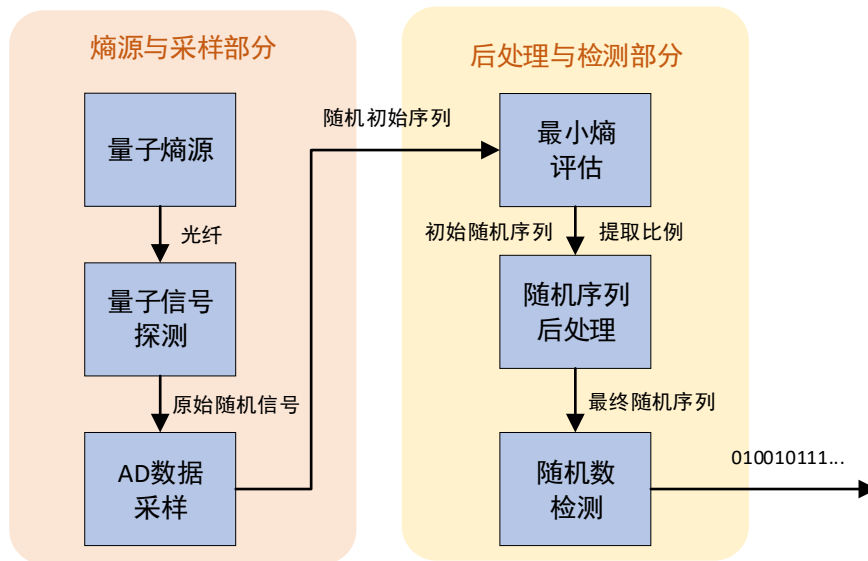 熵源与采样部分
量子熵源
光纤
量子信号
探测
原始随机信号
AD数据
采样
随机初始序列
后处理与检测部分
最小熵
评估
初始随机序列
提取比例
随机序列
后处理
最终随机序列
随机数
检测
010010111...